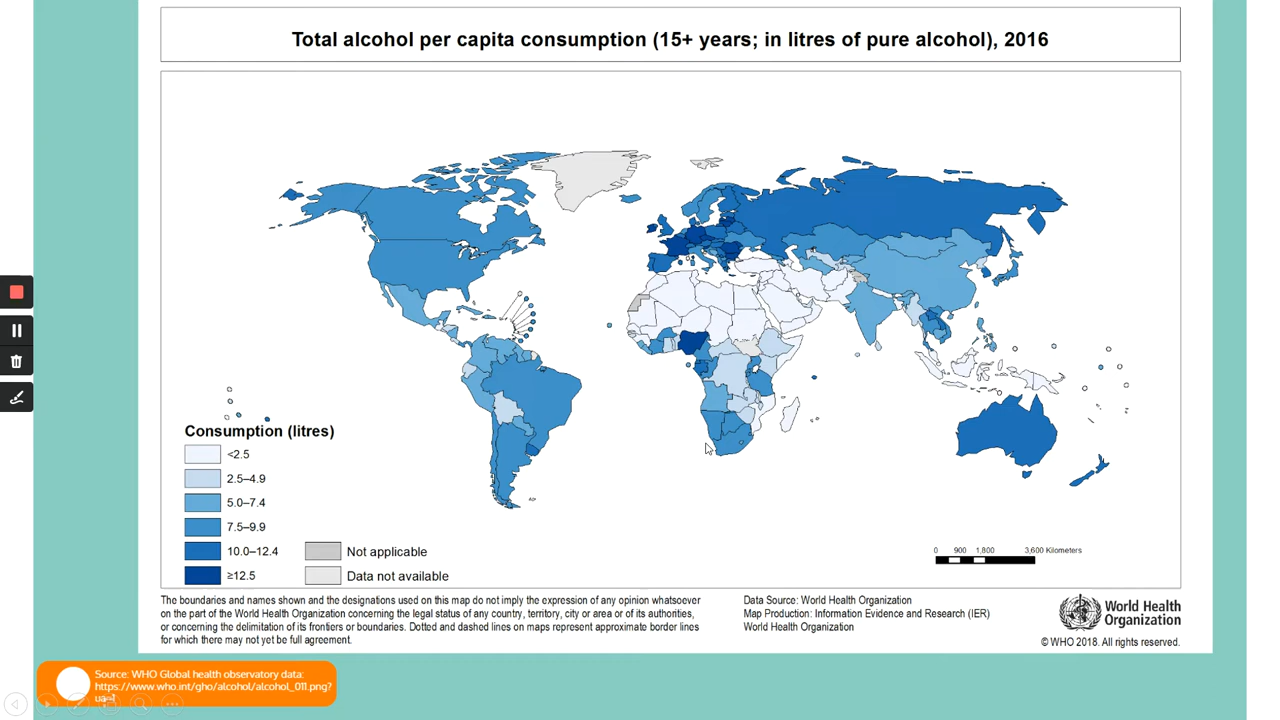 Total alcohol per capita consumption (15+ years; in litres of pure alcohol), 2016
Consumption (litres)
<2.5
2.5–4.9
5.0–7.4
7.5–9.9
10.0–12.4
≥12.5
Not applicable
Data not available
0 900 1,800 3,600 Kilometers
The boundaries and names shown and the designations used on this map do not imply the expression of any opinion whatsoever
on the part of the World Health Organization concerning the legal status of any country, territory, city or area or of its authorities,
or concerning the delimitation of its frontiers or boundaries. Dotted and dashed lines on maps represent approximate border lines
for which there may not yet be full agreement.
Data Source: World Health Organization
Map Production: Information Evidence and Research (IER)
World Health Organization
World Health
Organization
© WHO 2018. All rights reserved.
Source: WHO Global health observatory data:
https://www.who.int/gho/alcohol/alcohol_011.png?
ua=1